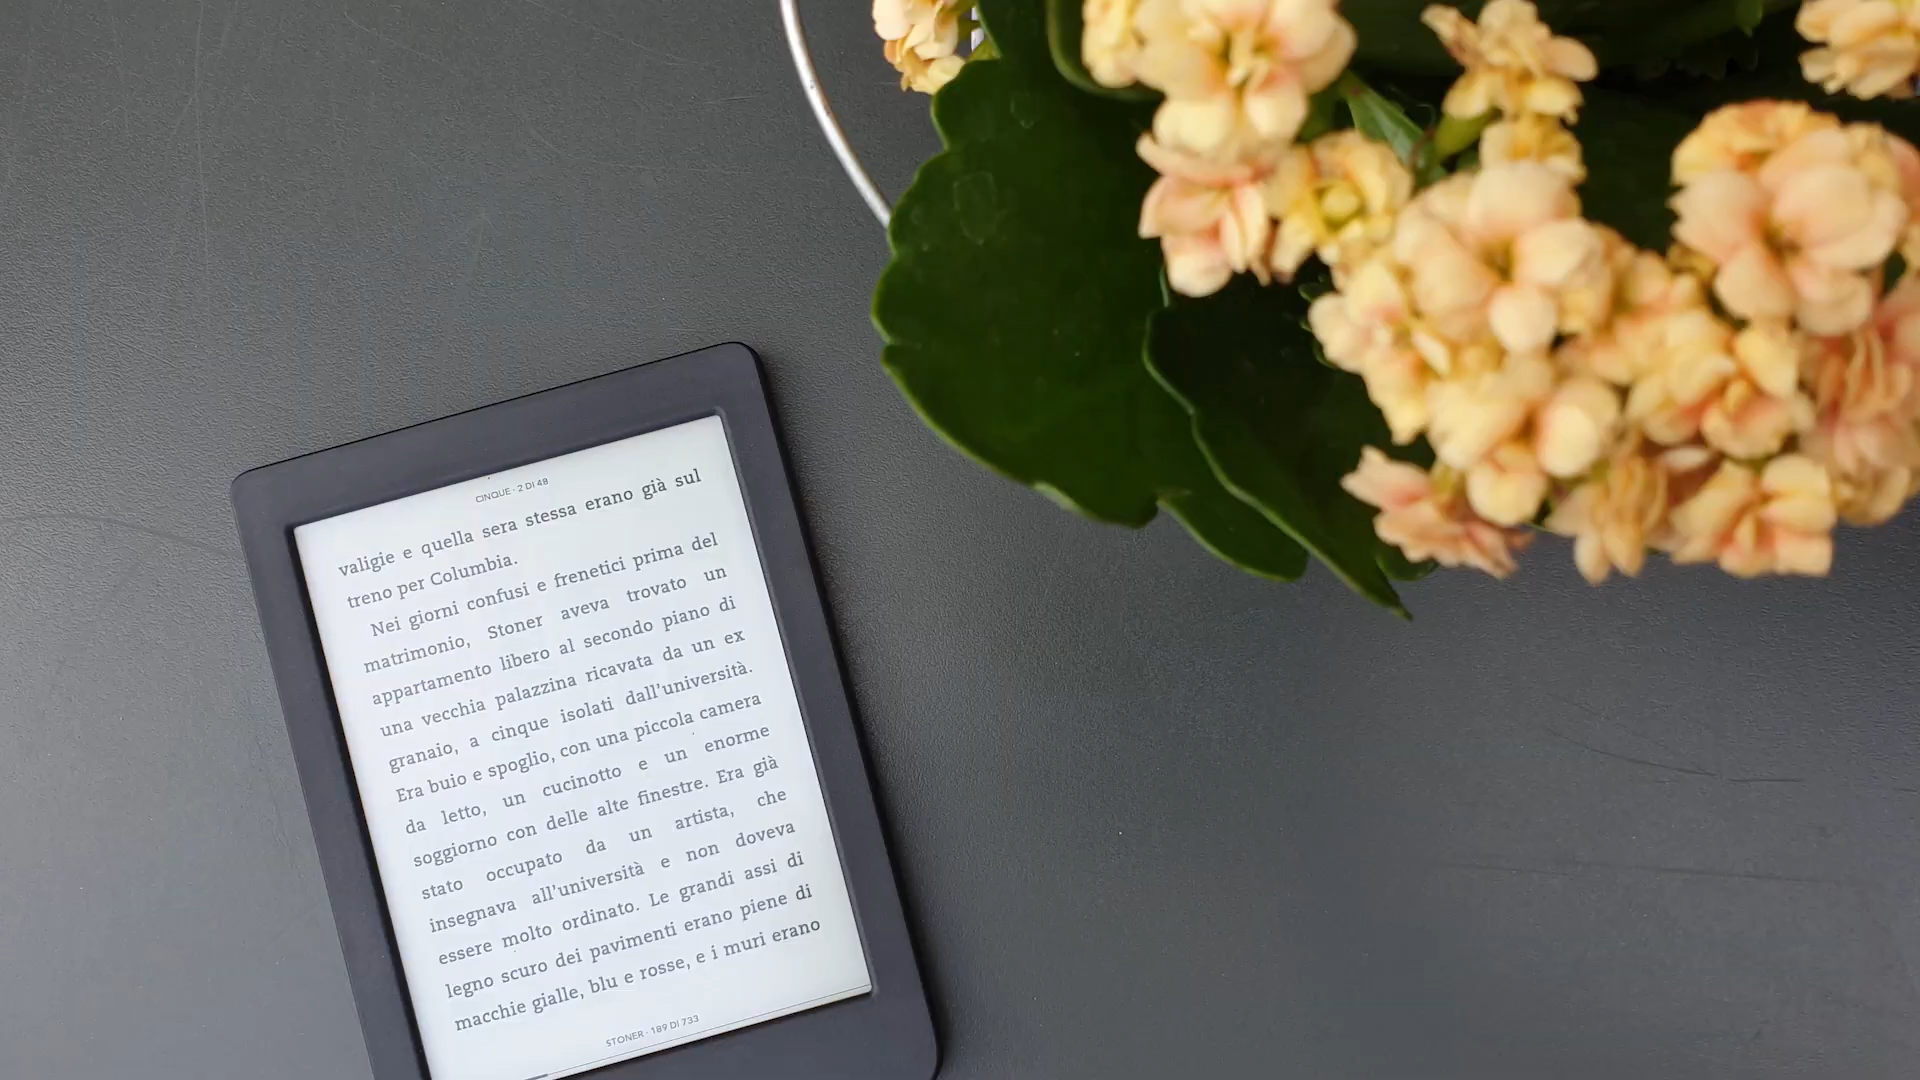 CINQUE · 2 DI 48
valigie e quella sera stessa erano già sul
treno per Columbia.
Nei giorni confusi e frenetici prima del
matrimonio, Stoner aveva trovato un
appartamento libero al secondo piano di
una vecchia palazzina ricavata da un ex
granaio, a cinque isolati dall'università.
Era buio e spoglio, con una piccola camera
da letto, un cucinotto e un enorme
soggiorno con delle alte finestre. Era già
stato occupato da un artista, che
insegnava all'università e non doveva
essere molto ordinato. Le grandi assi di
legno scuro dei pavimenti erano piene di
macchie gialle, blu e rosse, e i muri erano
STONER · 189 DI 733